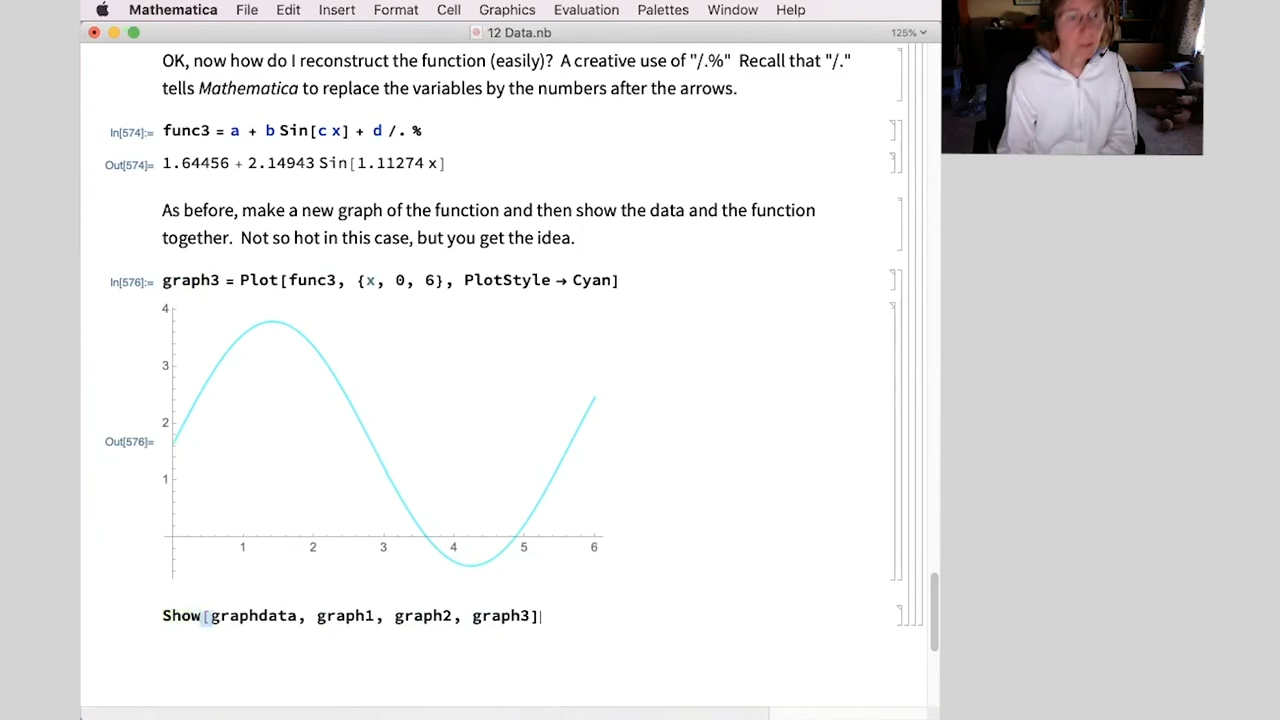 Mathematica File Edit Insert Format Cell Graphics Evaluation Palettes Window Help
12 Data.nb
125%
OK, now how do I reconstruct the function (easily)? A creative use of "/.%" Recall that "/."
tells Mathematica to replace the variables by the numbers after the arrows.
In[574]:= func3 = a + b Sin[c x] + d /. %
Out[574]= 1.64456 + 2.14943 Sin[1.11274 x]
As before, make a new graph of the function and then show the data and the function
together. Not so hot in this case, but you get the idea.
In[576]:= graph3 = Plot[func3, {x, 0, 6}, PlotStyle → Cyan]
4
3
2
Out[576]=
1
1 2 3 4 5 6
Show[graphdata, graph1, graph2, graph3]